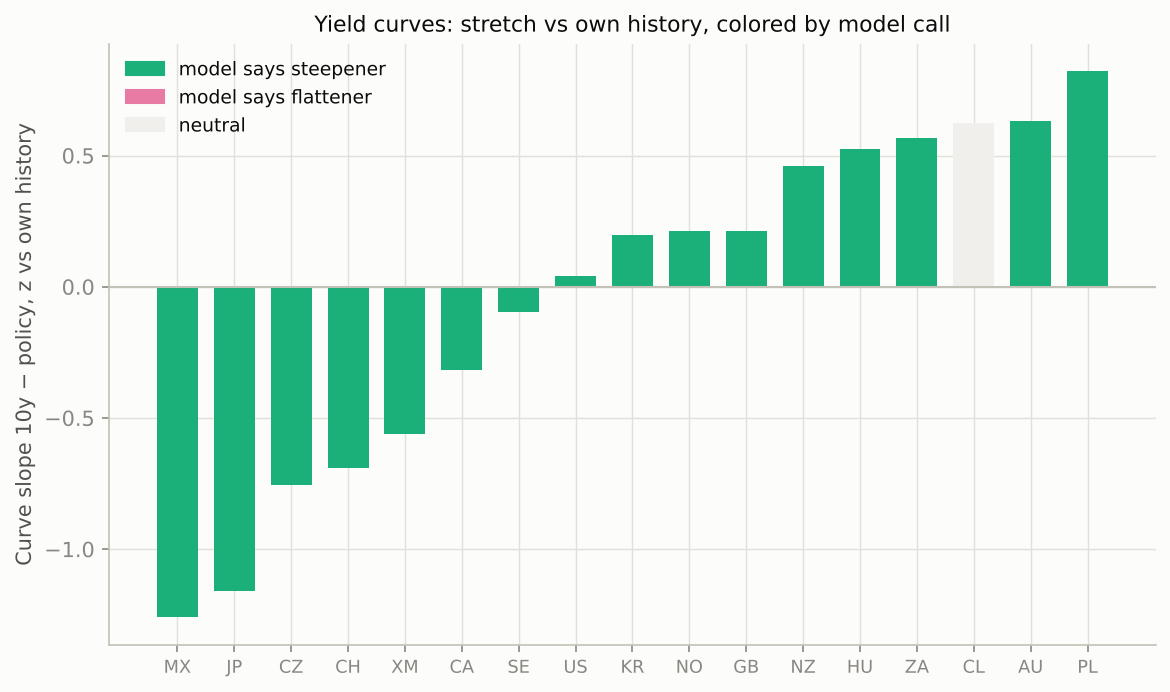 Yield curves: stretch vs own history, colored by model call
model says steepener
model says flattener
neutral
Curve slope 10y − policy, z vs own history
0.5
0.0
−0.5
−1.0
MX JP CZ CH XM CA SE US KR NO GB NZ HU ZA CL AU PL